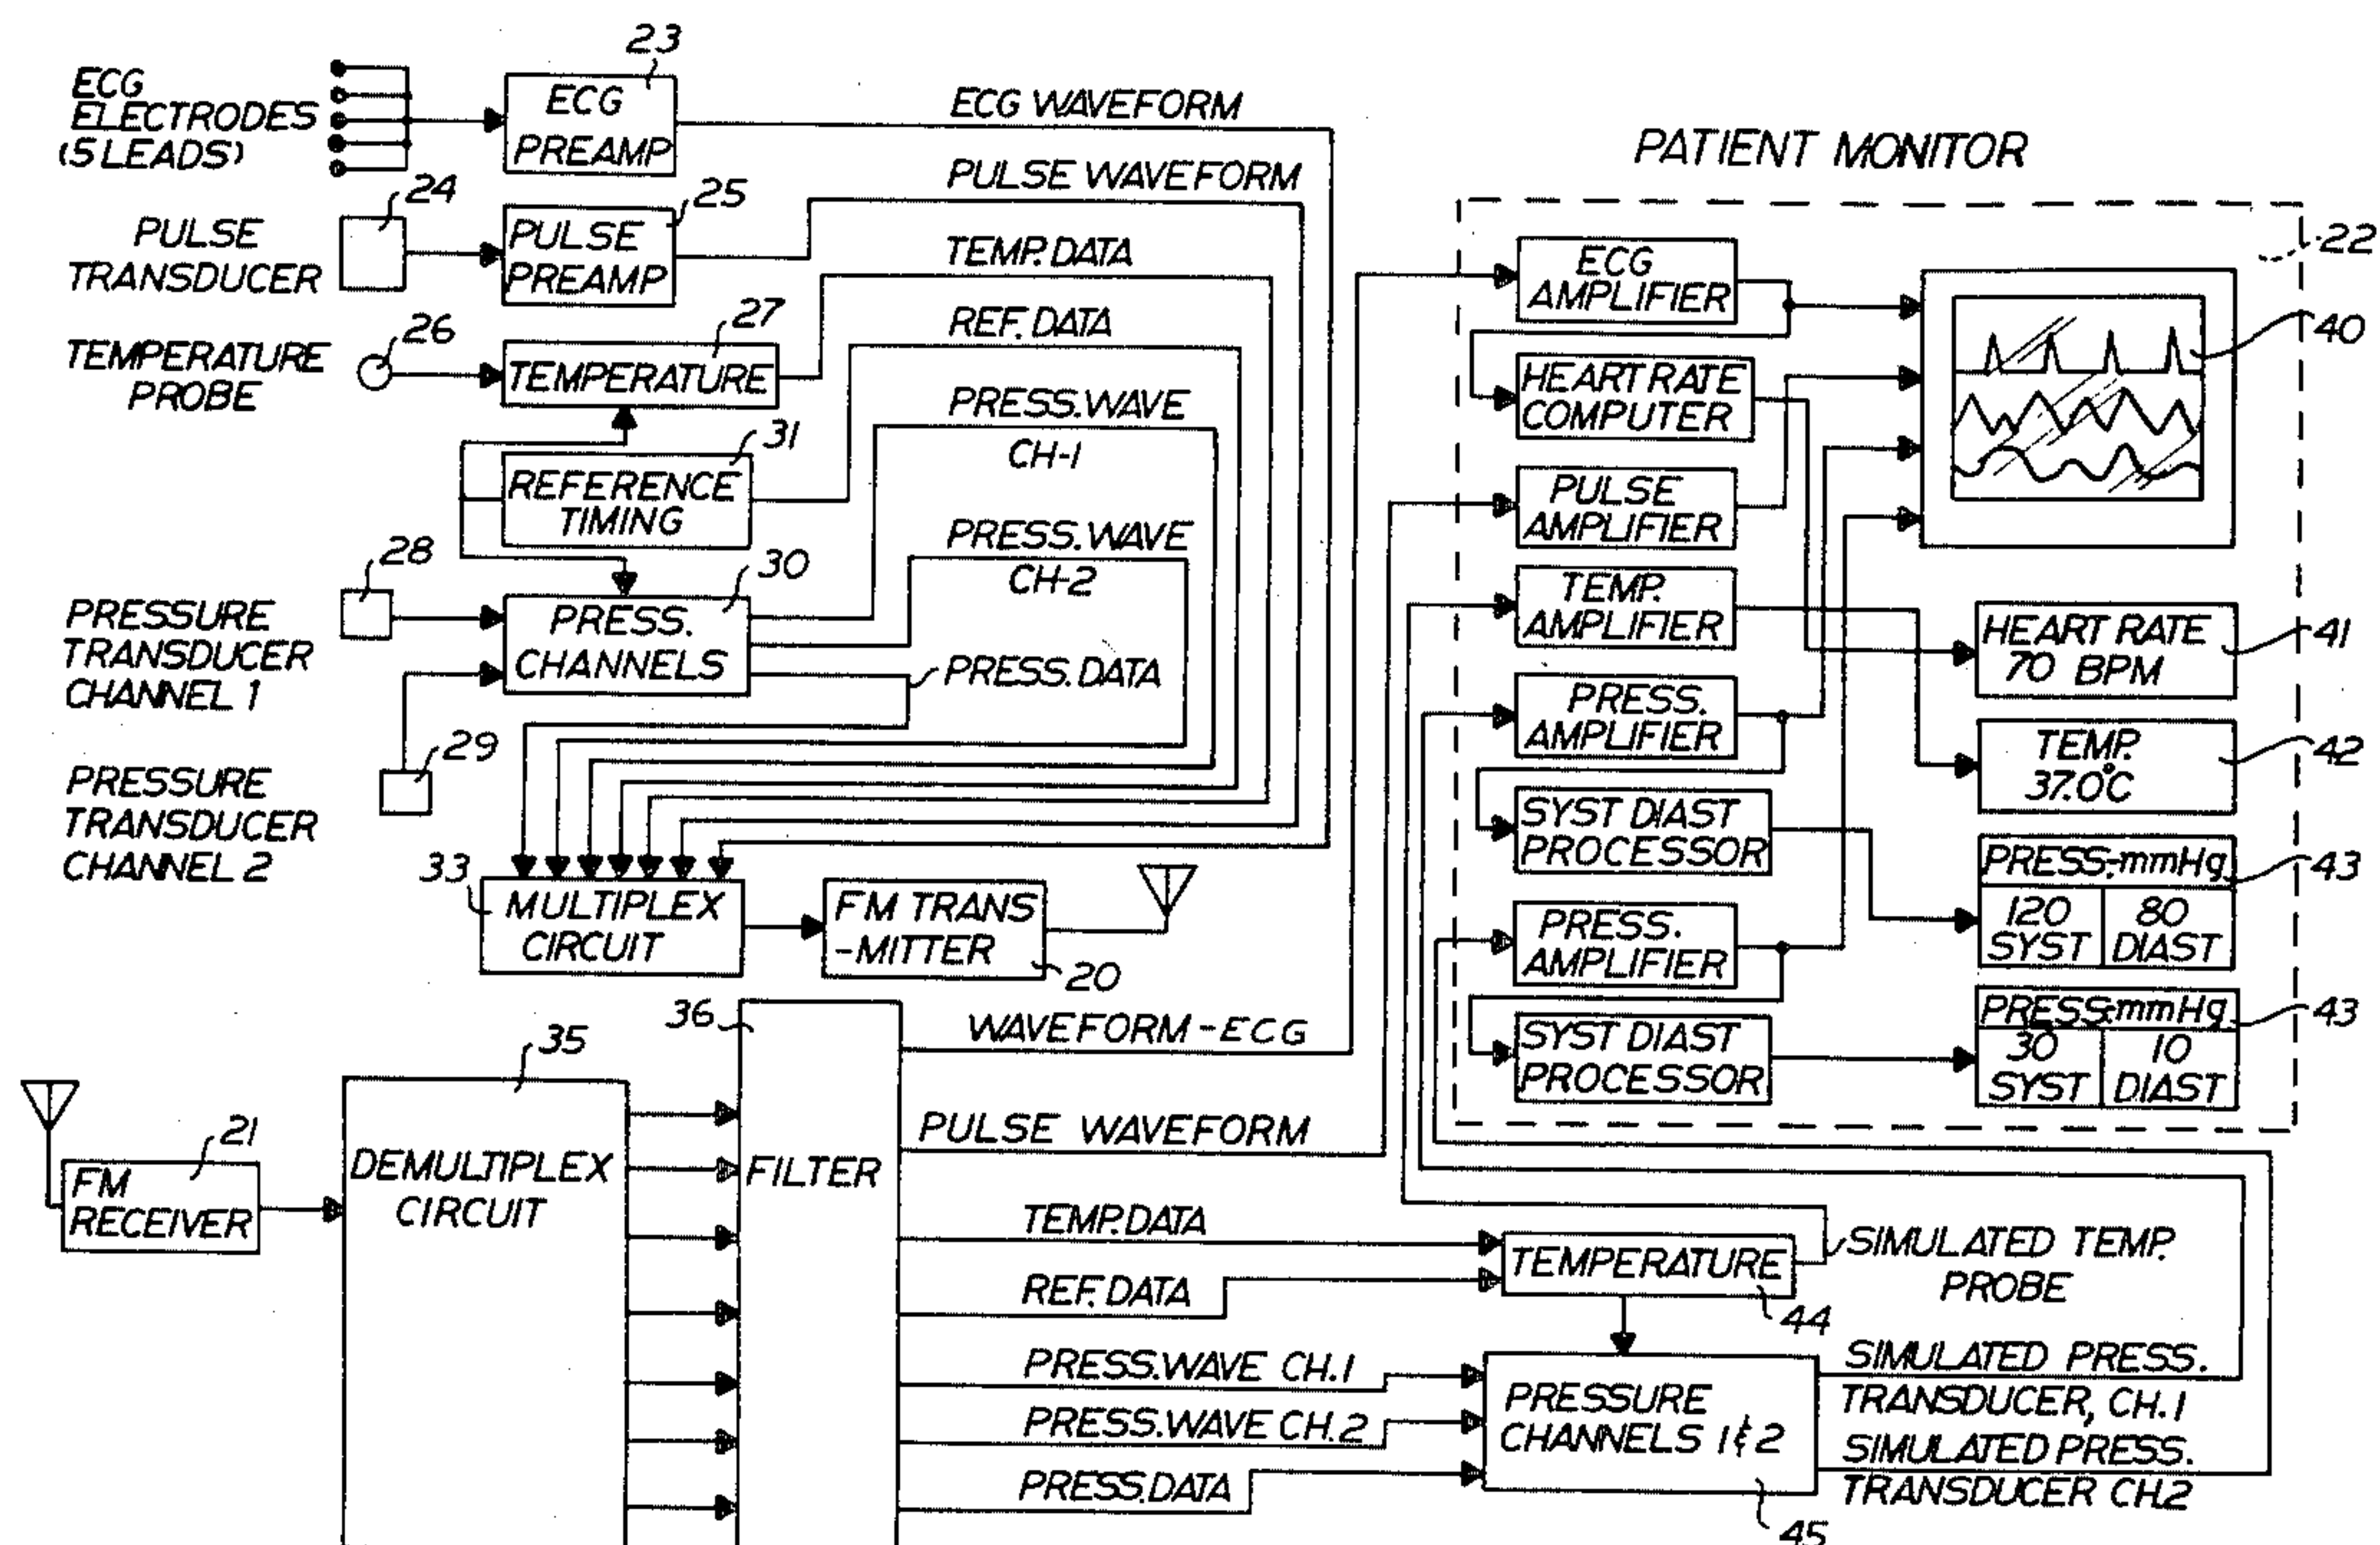 23
ECG
ELECTRODES
(5 LEADS)
ECG
PREAMP
ECG WAVEFORM
24
PULSE
TRANSDUCER
25
PULSE
PREAMP
PULSE WAVEFORM
26
TEMPERATURE
PROBE
27
TEMPERATURE
TEMP. DATA
31
REFERENCE
TIMING
REF. DATA
28
PRESSURE
TRANSDUCER
CHANNEL 1
30
PRESS.
CHANNELS
PRESS. WAVE
CH-1
PRESS. WAVE
CH-2
PRESS. DATA
29
PRESSURE
TRANSDUCER
CHANNEL 2
33
MULTIPLEX
CIRCUIT
FM TRANS
-MITTER
20
PATIENT MONITOR
22
ECG
AMPLIFIER
40
HEART RATE
COMPUTER
PULSE
AMPLIFIER
TEMP.
AMPLIFIER
HEART RATE
70 BPM
41
PRESS.
AMPLIFIER
TEMP.
37.0°C
42
SYST DIAST
PROCESSOR
PRESS.-mmHg
43
120
SYST
80
DIAST
PRESS.
AMPLIFIER
SYST DIAST
PROCESSOR
PRESS.-mmHg
43
30
SYST
10
DIAST
21
FM
RECEIVER
35
DEMULTIPLEX
CIRCUIT
36
FILTER
WAVEFORM-ECG
PULSE WAVEFORM
TEMP. DATA
REF. DATA
TEMPERATURE
44
SIMULATED TEMP.
PROBE
PRESS. WAVE CH.1
PRESS. WAVE CH.2
PRESS. DATA
PRESSURE
CHANNELS 1&2
45
SIMULATED PRESS.
TRANSDUCER, CH.1
SIMULATED PRESS.
TRANSDUCER CH.2